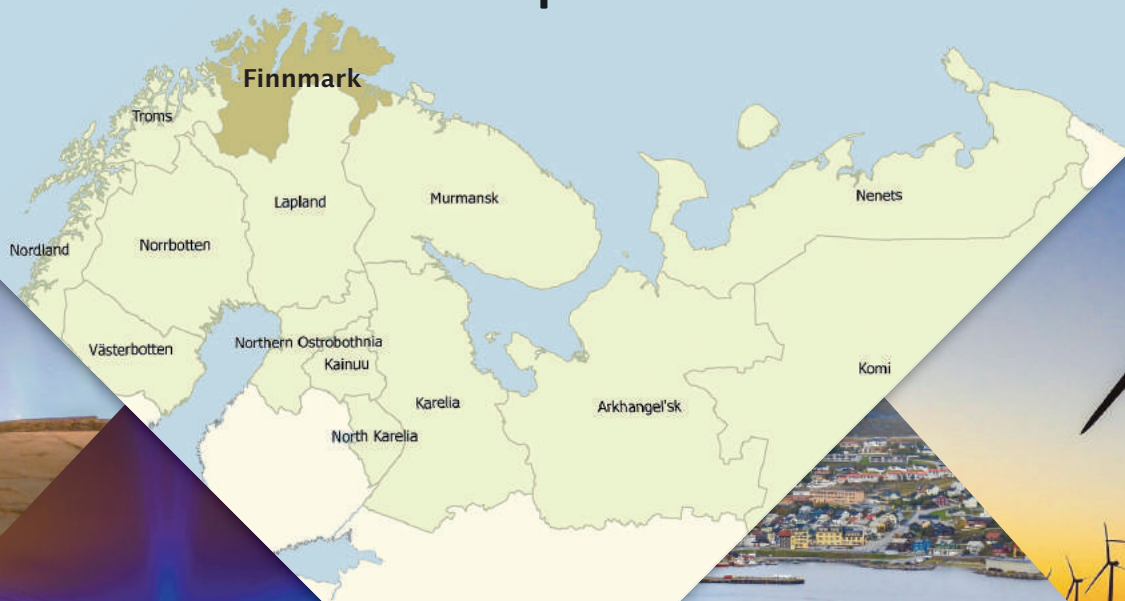 Finnmark
Troms
Lapland
Murmansk
Nenets
Nordland
Norrbotten
Västerbotten
Northern Ostrobothnia
Kainuu
Komi
Karelia
Arkhangel'sk
North Karelia